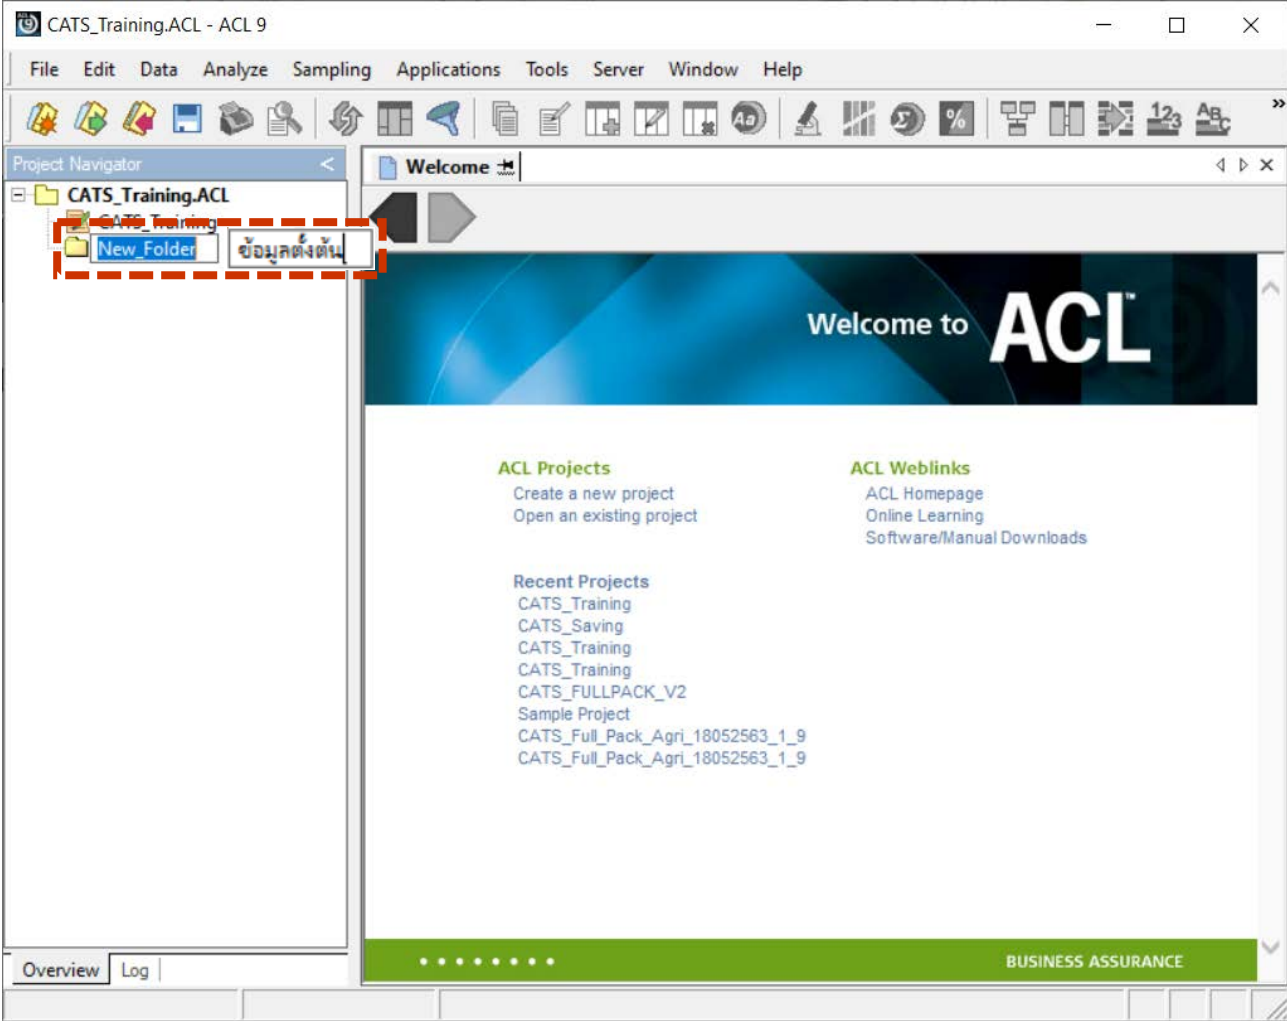 CATS_Training.ACL - ACL 9
File Edit Data Analyze Sampling Applications Tools Server Window Help
Project Navigator <
Welcome
CATS_Training.ACL
CATS_Training
New_Folder ข้อมูลตั้งต้น
Welcome to ACL™
ACL Projects
Create a new project
Open an existing project
ACL Weblinks
ACL Homepage
Online Learning
Software/Manual Downloads
Recent Projects
CATS_Training
CATS_Saving
CATS_Training
CATS_Training
CATS_FULLPACK_V2
Sample Project
CATS_Full_Pack_Agri_18052563_1_9
CATS_Full_Pack_Agri_18052563_1_9
BUSINESS ASSURANCE
Overview Log